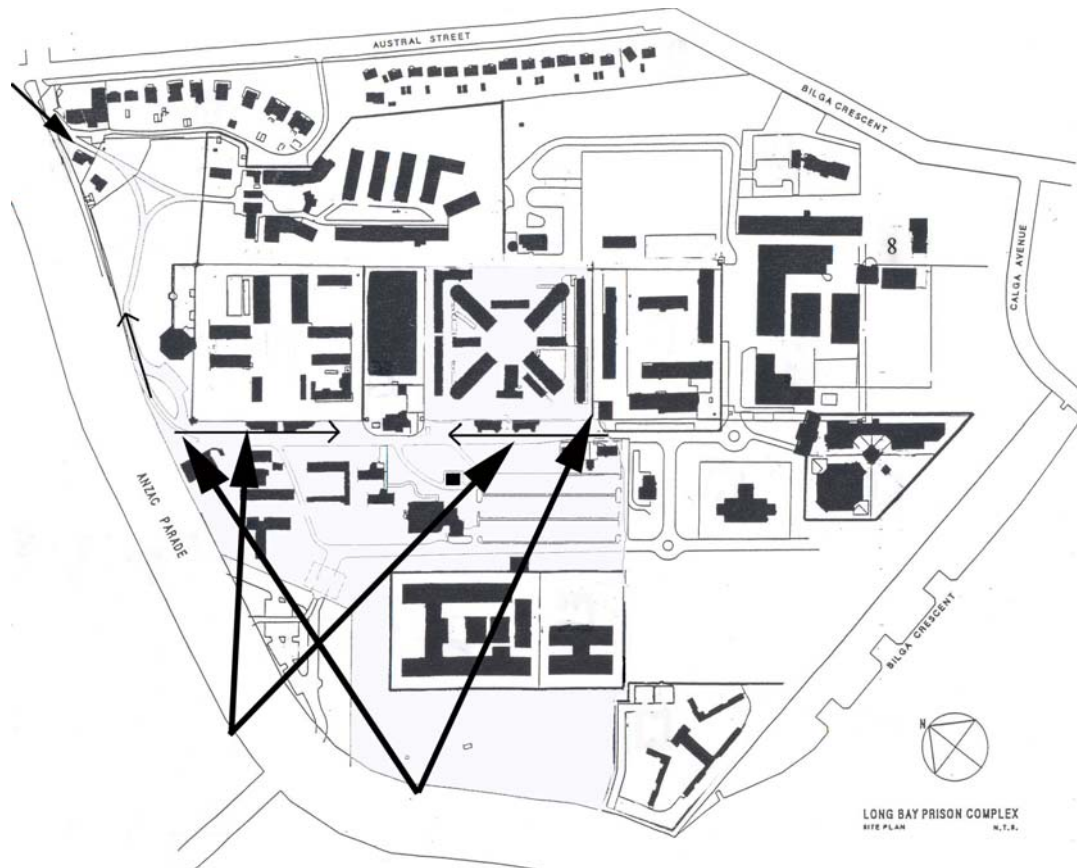 AUSTRAL STREET
BILGA CRESCENT
CALGA AVENUE
8
ANZAC PARADE
BILGA CRESCENT
N
LONG BAY PRISON COMPLEX
SITE PLAN N.T.S.